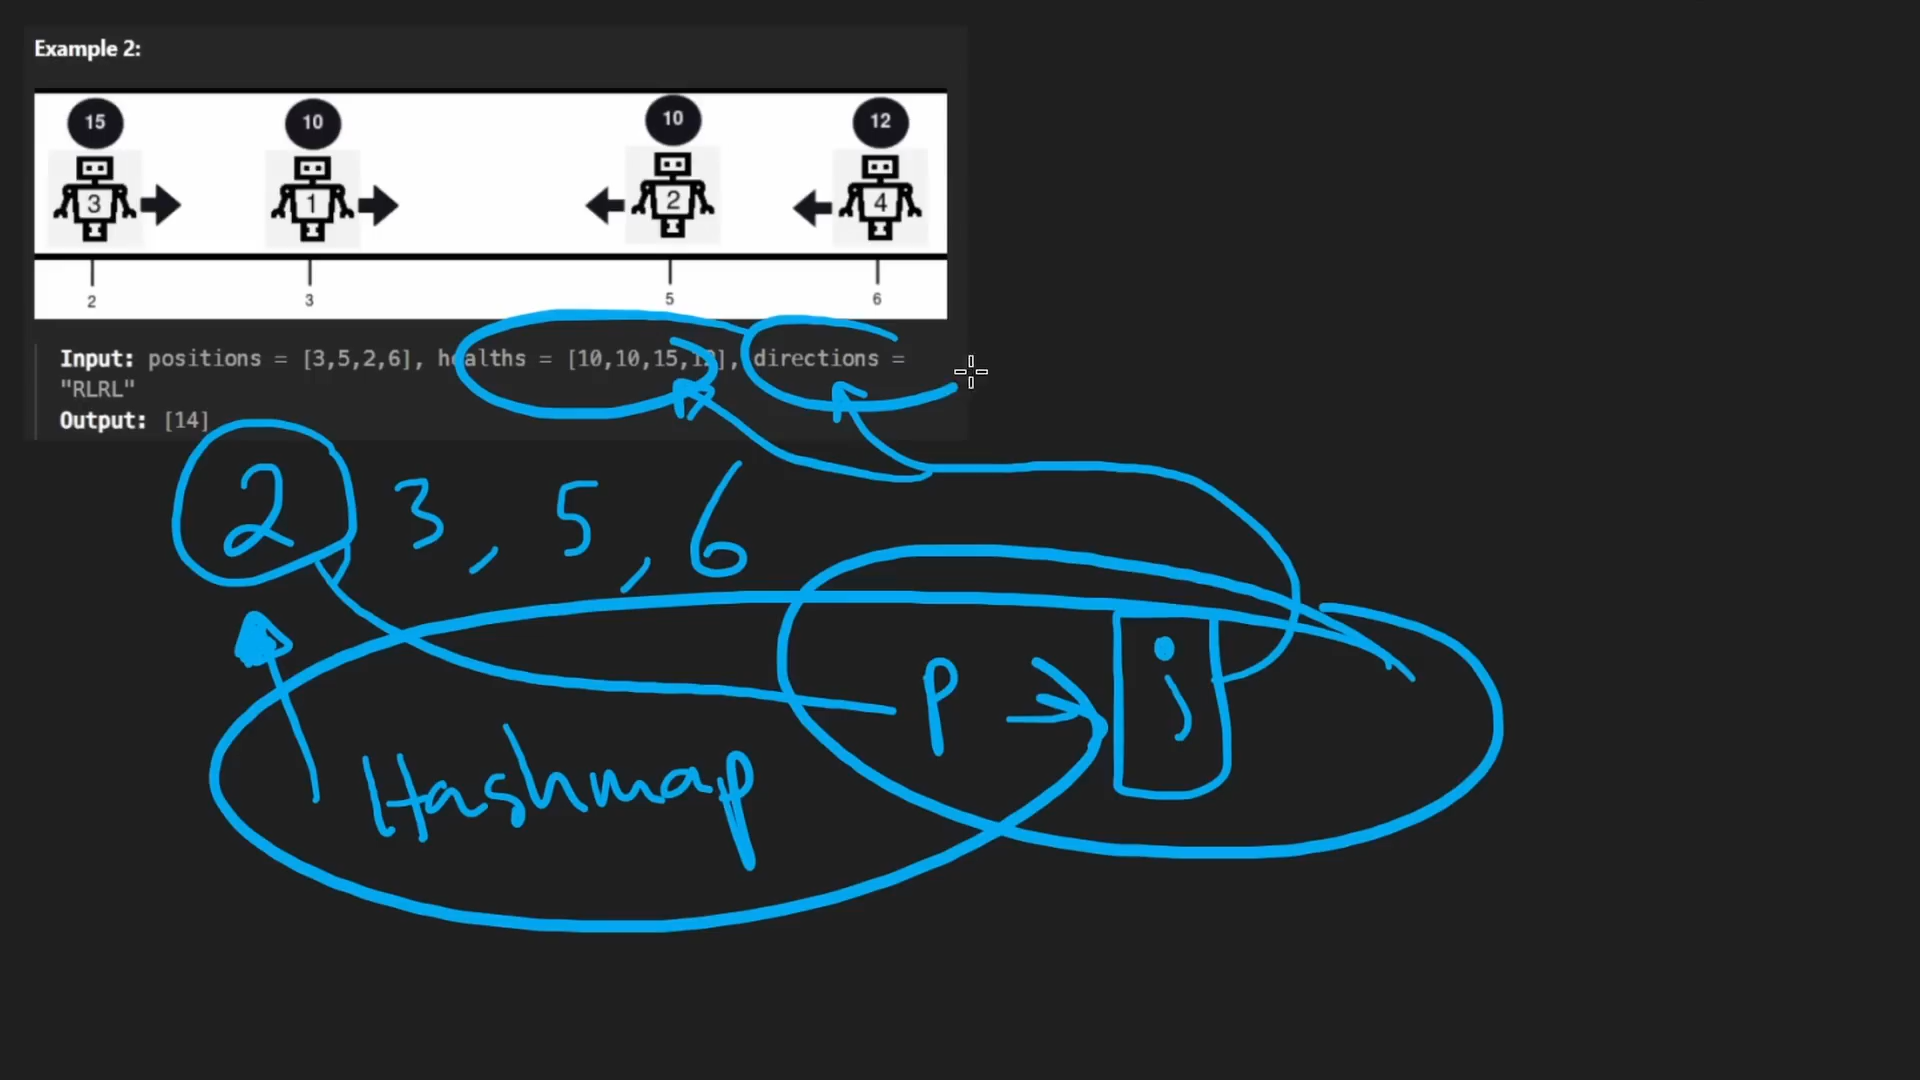 Example 2:
15 10 10 12
3 1 2 4
2 3 5 6
Input: positions = [3,5,2,6], healths = [10,10,15,12], directions =
"RLRL"
Output: [14]
2 3 , 5 , 6
p → i
Hashmap